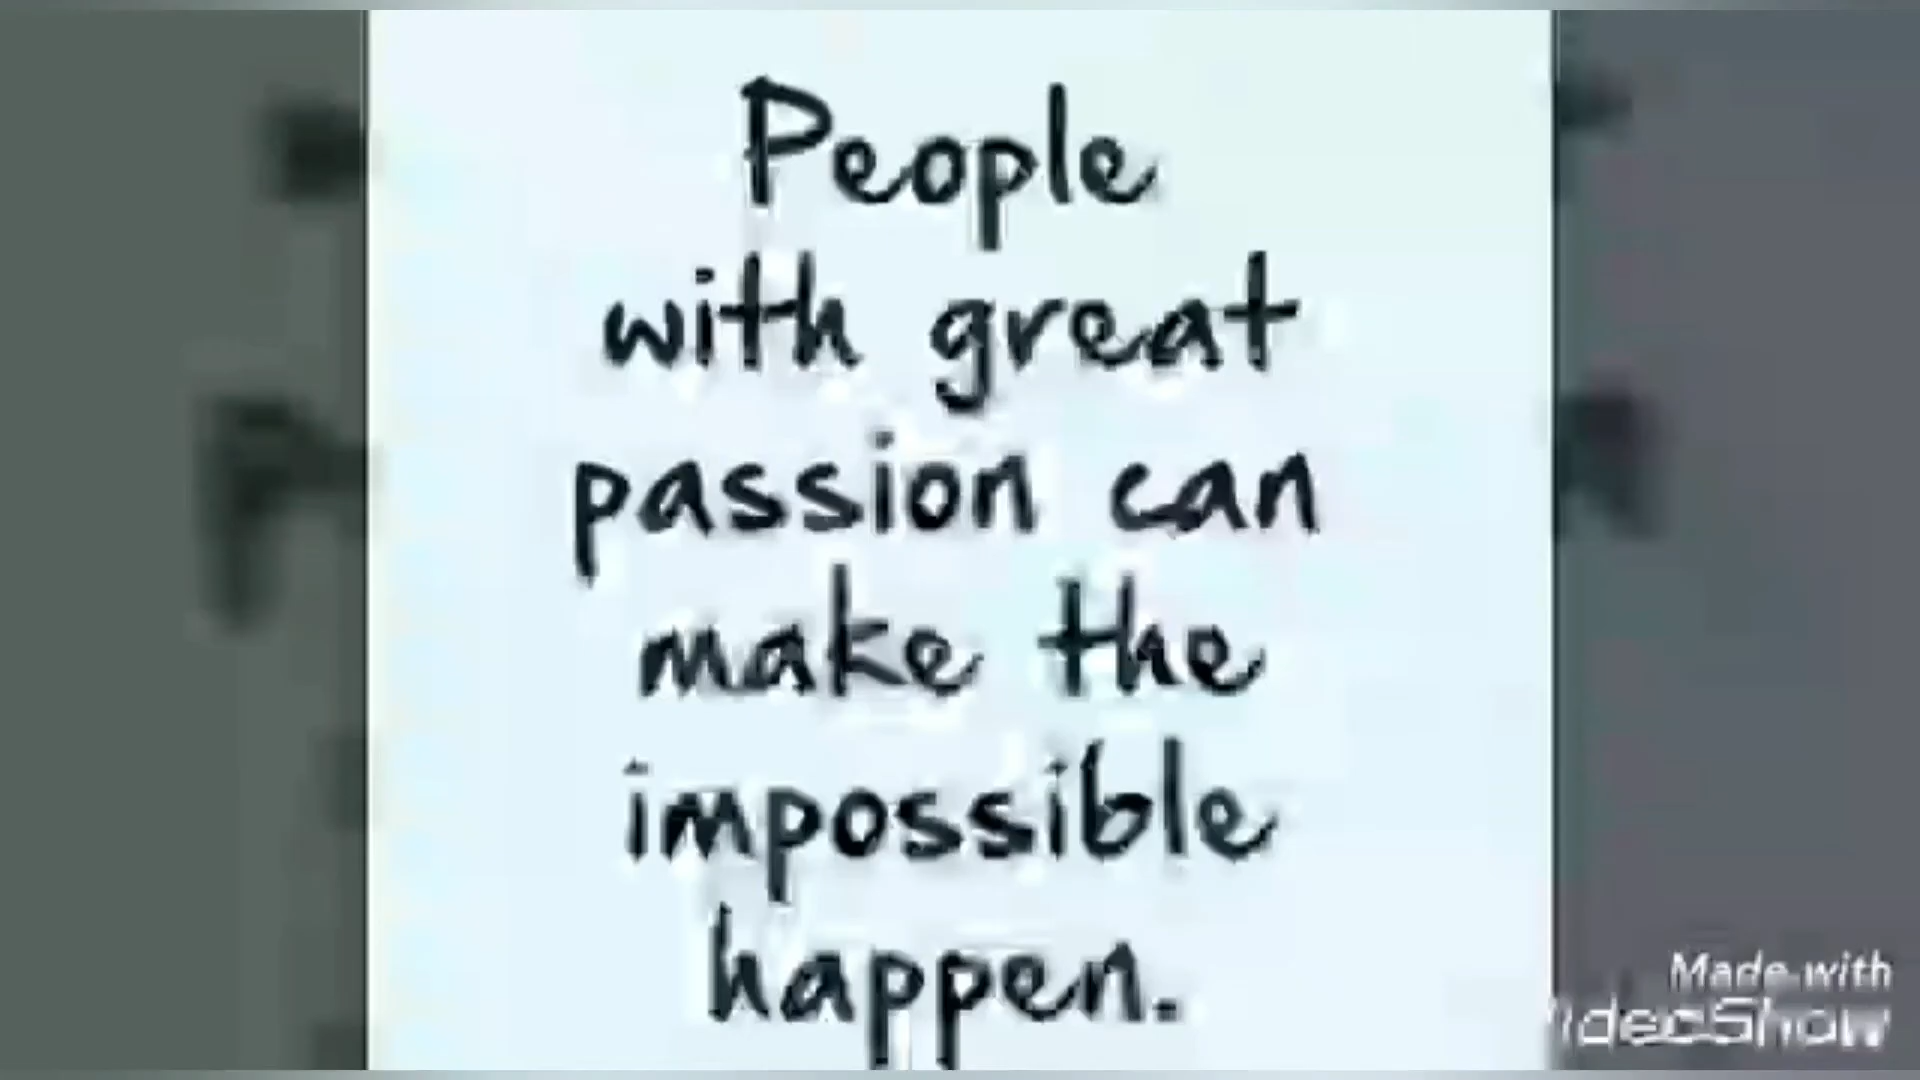 People
with great
passion can
make the
impossible
happen.
Made with
VideoShow